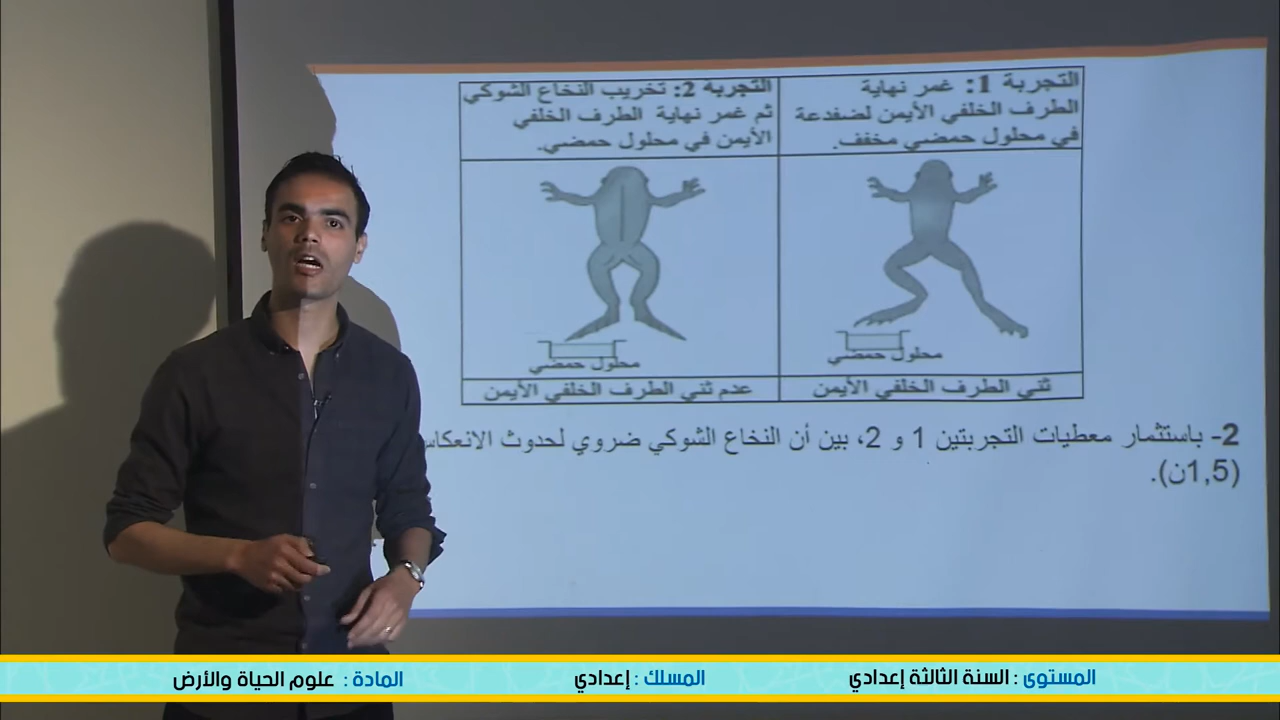 التجربة 1: غمر نهاية
الطرف الخلفي الأيمن لضفدعة
في محلول حمضي مخفف.
التجربة 2: تخريب النخاع الشوكي
ثم غمر نهاية الطرف الخلفي
الأيمن في محلول حمضي.
محلول حمضي
محلول حمضي
ثني الطرف الخلفي الأيمن
عدم ثني الطرف الخلفي الأيمن
2- باستثمار معطيات التجربتين 1 و 2، بين أن النخاع الشوكي ضروي لحدوث الانعكاس
(1,5ن).
المستوى : السنة الثالثة إعدادي
المسلك : إعدادي
المادة : علوم الحياة والأرض